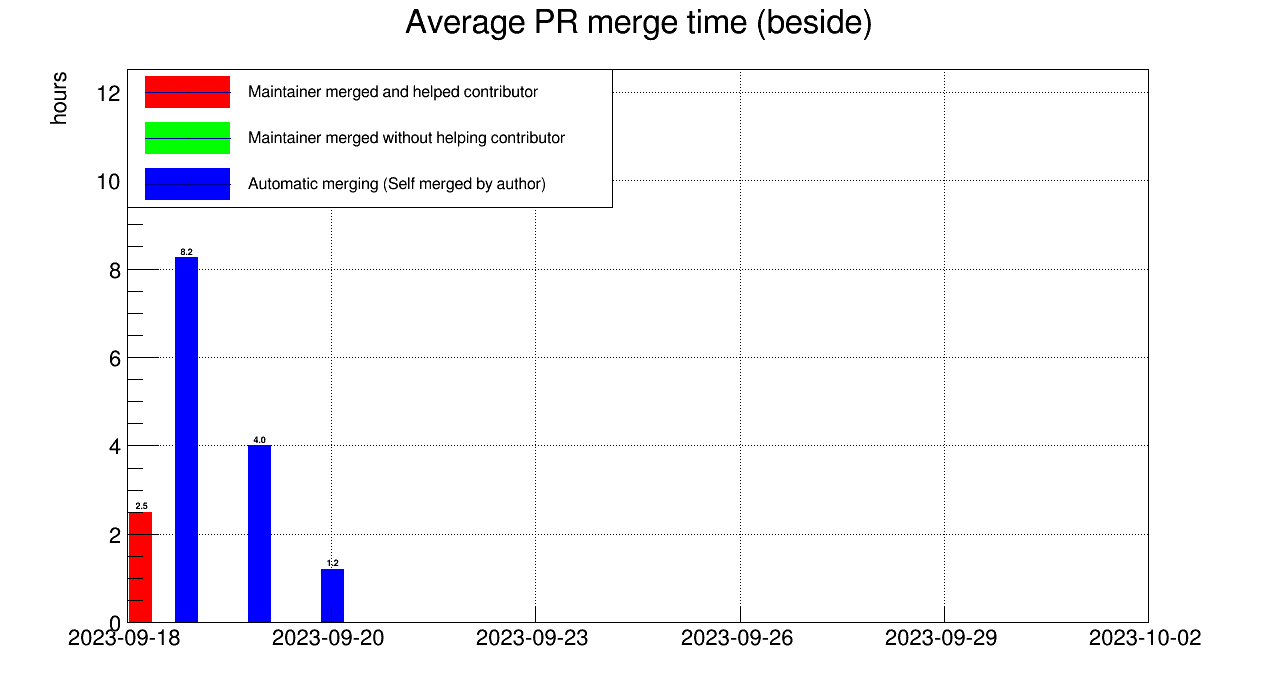 Average PR merge time (beside)
hours
Maintainer merged and helped contributor
Maintainer merged without helping contributor
Automatic merging (Self merged by author)
12
10
8
6
4
2
0
8.2
4.0
2.5
1.2
2023-09-18 2023-09-20 2023-09-23 2023-09-26 2023-09-29 2023-10-02